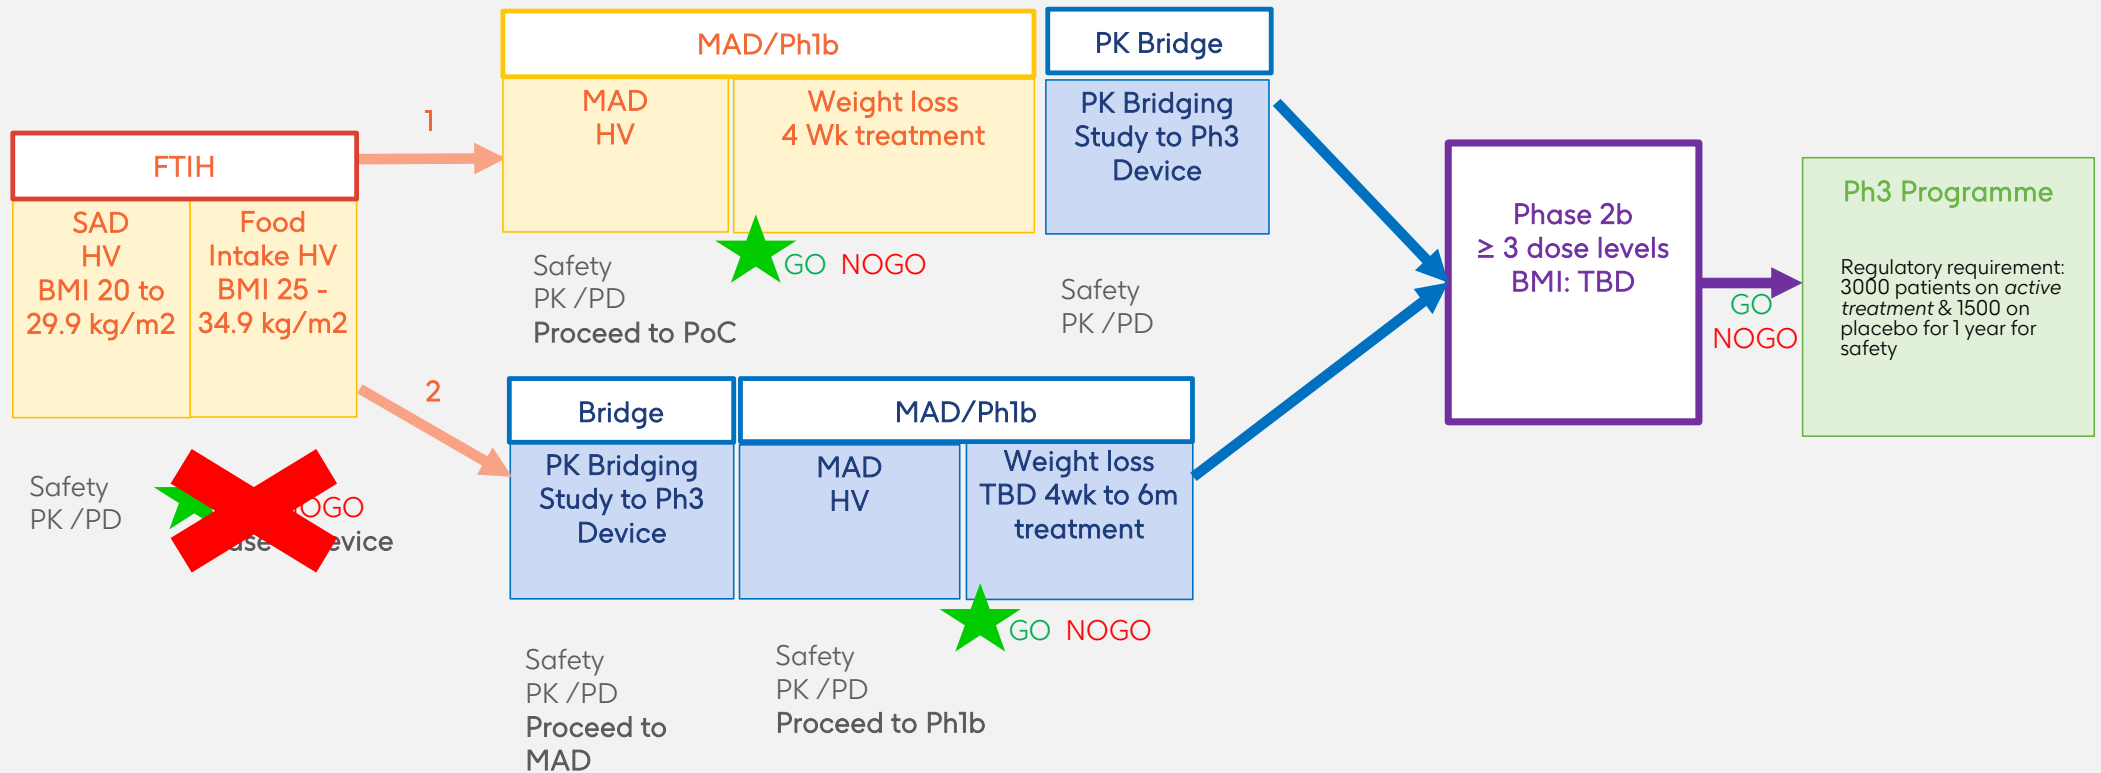 FTIH
SAD
HV
BMI 20 to
29.9 kg/m2
Food
Intake HV
BMI 25 -
34.9 kg/m2
Safety
PK /PD
1
2
MAD/Ph1b
MAD
HV
Weight loss
4 Wk treatment
Safety
PK /PD
Proceed to PoC
GO NOGO
PK Bridge
PK Bridging
Study to Ph3
Device
Safety
PK /PD
Bridge
PK Bridging
Study to Ph3
Device
Safety
PK /PD
Proceed to
MAD
MAD/Ph1b
MAD
HV
Weight loss
TBD 4wk to 6m
treatment
Safety
PK /PD
Proceed to Ph1b
GO NOGO
Phase 2b
≥ 3 dose levels
BMI: TBD
GO
NOGO
Ph3 Programme
Regulatory requirement:
3000 patients on active
treatment & 1500 on
placebo for 1 year for
safety